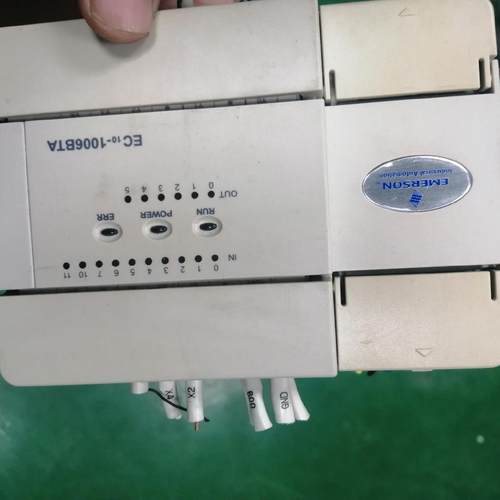 GND
X2
0 1 2 3 4 5 6 7 10 11
IN
RUN POWER ERR
OUT
0 1 2 3 4 5
EC₁₀-1006BTA
EMERSON
Industrial Automation